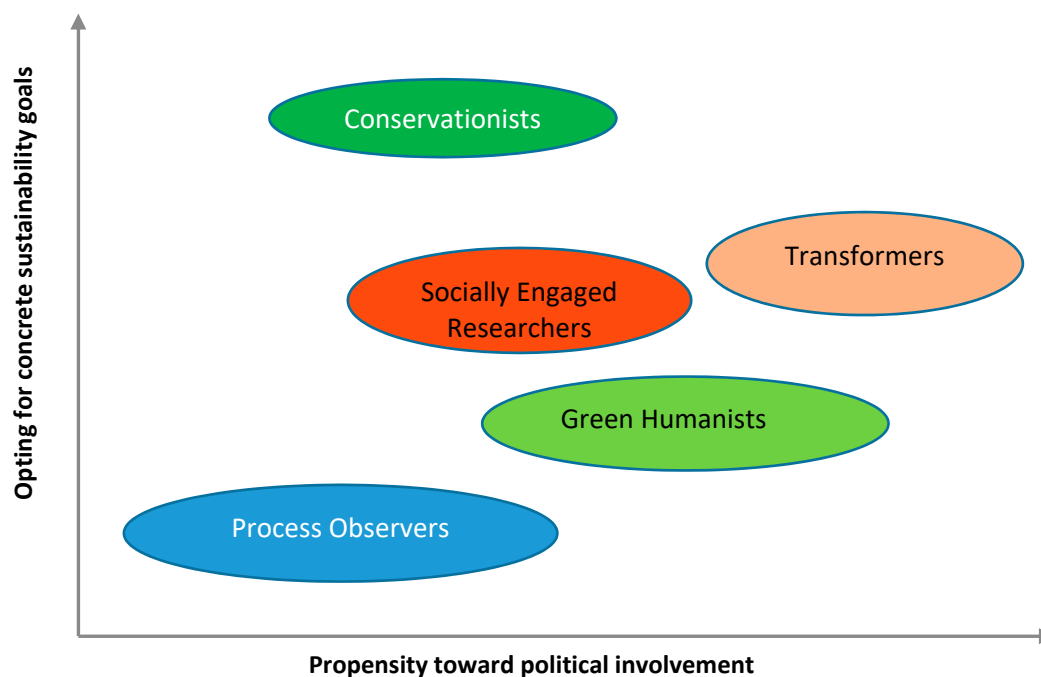 Opting for concrete sustainability goals
Conservationists
Transformers
Socially Engaged
Researchers
Green Humanists
Process Observers
Propensity toward political involvement